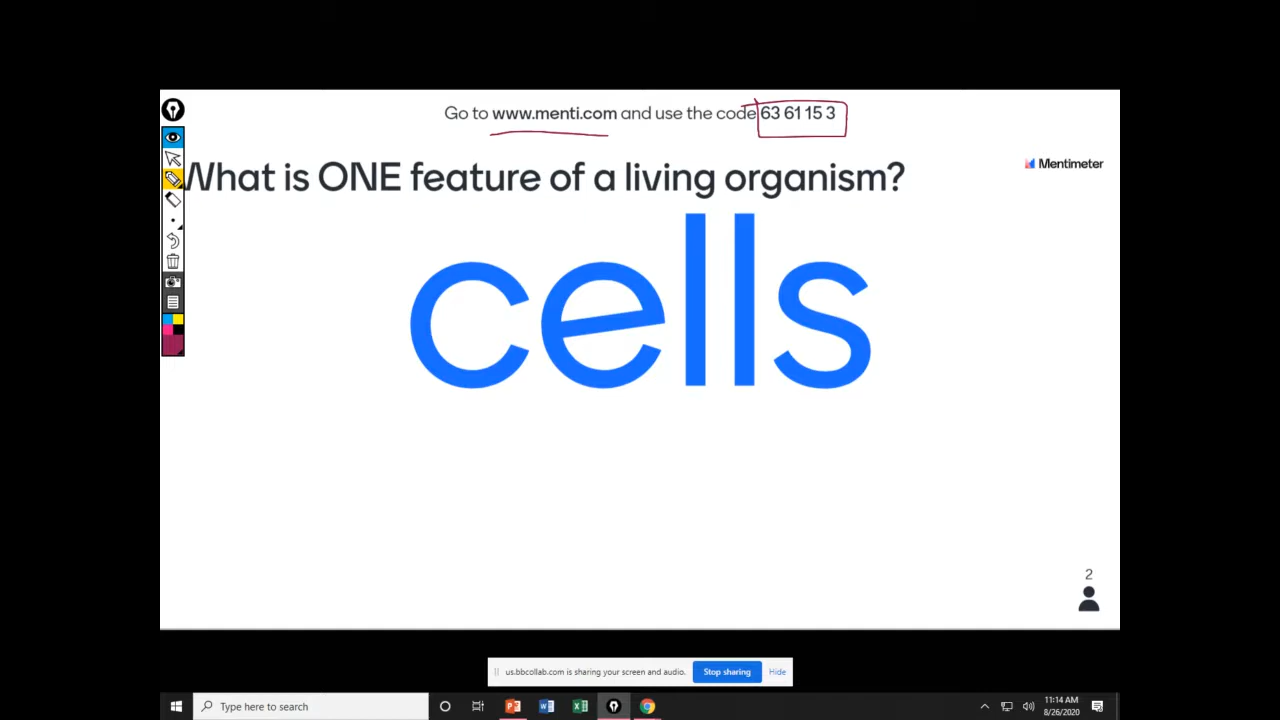 Go to www.menti.com and use the code 63 61 15 3
What is ONE feature of a living organism?
Mentimeter
cells
2
us.bbcollab.com is sharing your screen and audio. Stop sharing Hide
Type here to search
11:14 AM
8/26/2020